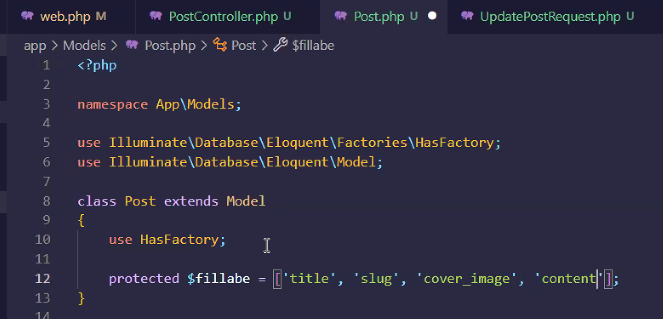 web.php M PostController.php U Post.php U UpdatePostRequest.php U
app > Models > Post.php > Post > $fillabe
1 <?php
2
3 namespace App\Models;
4
5 use Illuminate\Database\Eloquent\Factories\HasFactory;
6 use Illuminate\Database\Eloquent\Model;
7
8 class Post extends Model
9 {
10 use HasFactory;
11
12 protected $fillabe = ['title', 'slug', 'cover_image', 'content'];
13 }
14